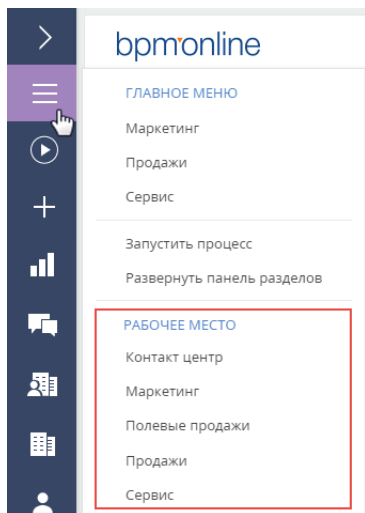 bpm'online
ГЛАВНОЕ МЕНЮ
Маркетинг
Продажи
Сервис
Запустить процесс
Развернуть панель разделов
РАБОЧЕЕ МЕСТО
Контакт центр
Маркетинг
Полевые продажи
Продажи
Сервис